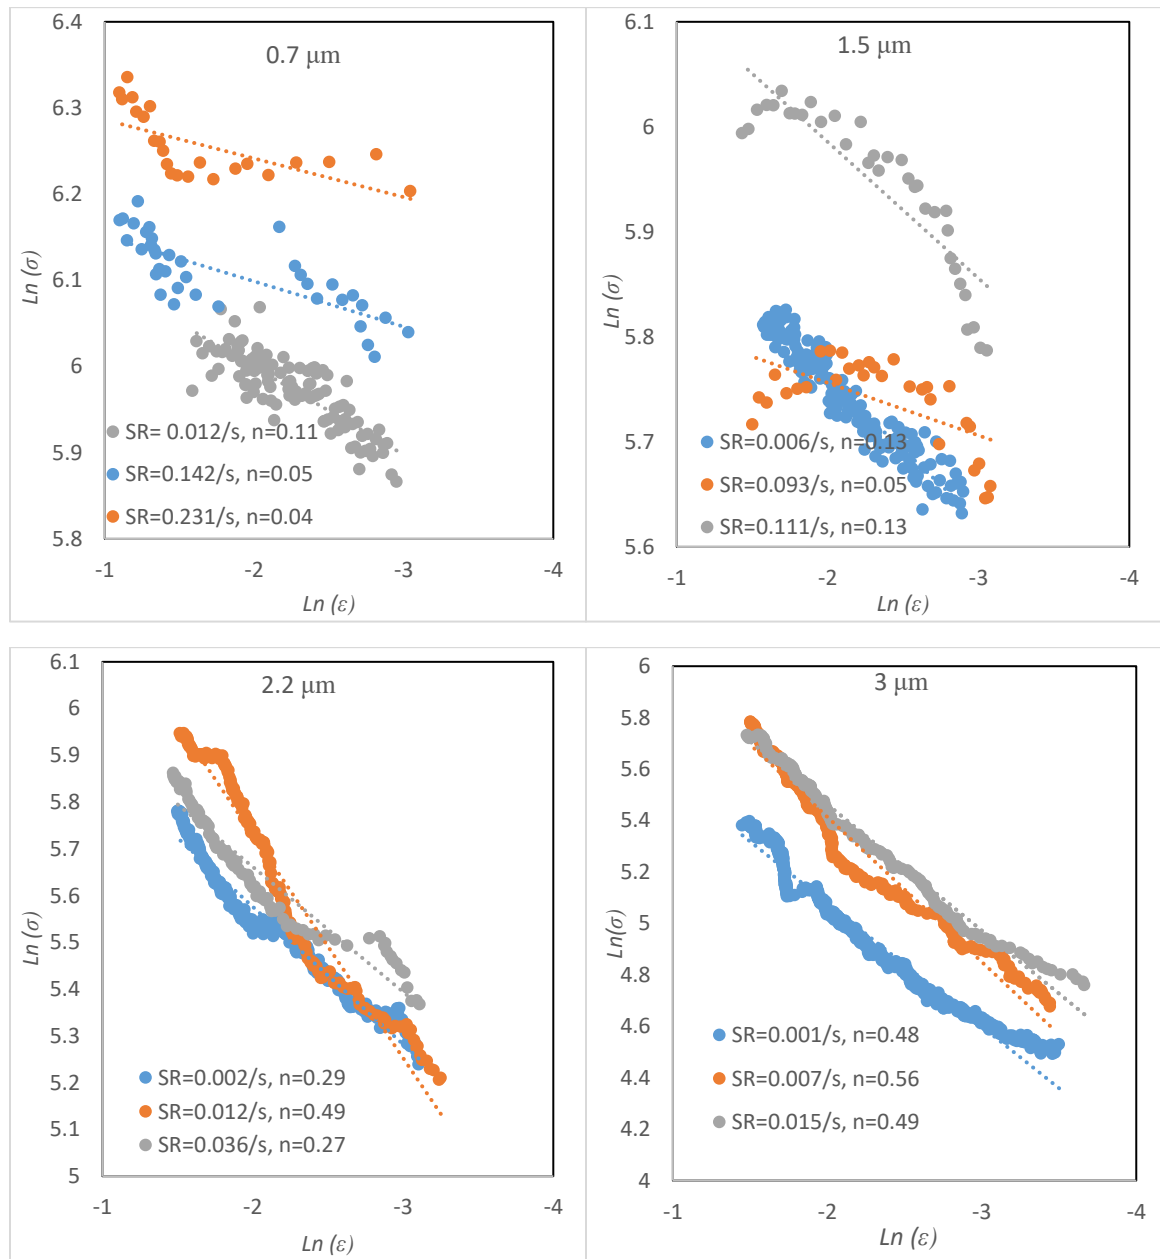 0.7 μm
Ln (σ)
6.4
6.3
6.2
6.1
6
5.9
5.8
SR= 0.012/s, n=0.11
SR=0.142/s, n=0.05
SR=0.231/s, n=0.04
-1 -2 -3 -4
Ln (ε)
1.5 μm
Ln (σ)
6.1
6
5.9
5.8
5.7
5.6
SR=0.006/s, n=0.13
SR=0.093/s, n=0.05
SR=0.111/s, n=0.13
-1 -2 -3 -4
Ln (ε)
2.2 μm
Ln (σ)
6.1
6
5.9
5.8
5.7
5.6
5.5
5.4
5.3
5.2
5.1
5
SR=0.002/s, n=0.29
SR=0.012/s, n=0.49
SR=0.036/s, n=0.27
-1 -2 -3 -4
Ln (ε)
3 μm
Ln(σ)
6
5.8
5.6
5.4
5.2
5
4.8
4.6
4.4
4.2
4
SR=0.001/s, n=0.48
SR=0.007/s, n=0.56
SR=0.015/s, n=0.49
-1 -2 -3 -4
Ln (ε)